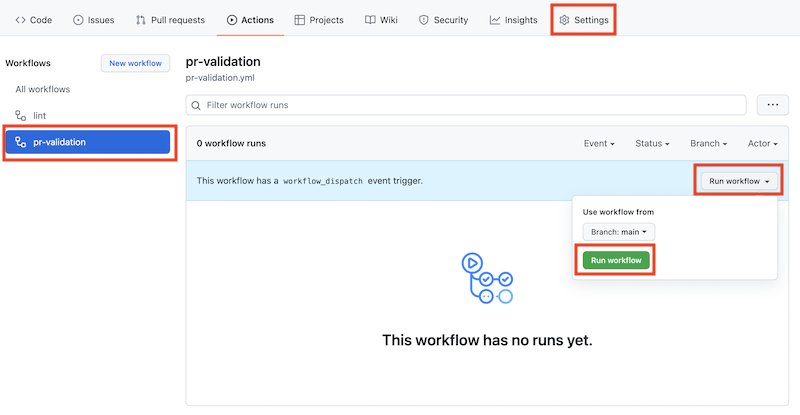 Code Issues Pull requests Actions Projects Wiki Security Insights Settings
Workflows New workflow
All workflows
lint
pr-validation
pr-validation
pr-validation.yml
Filter workflow runs
0 workflow runs Event Status Branch Actor
This workflow has a workflow_dispatch event trigger. Run workflow
Use workflow from
Branch: main
Run workflow
This workflow has no runs yet.